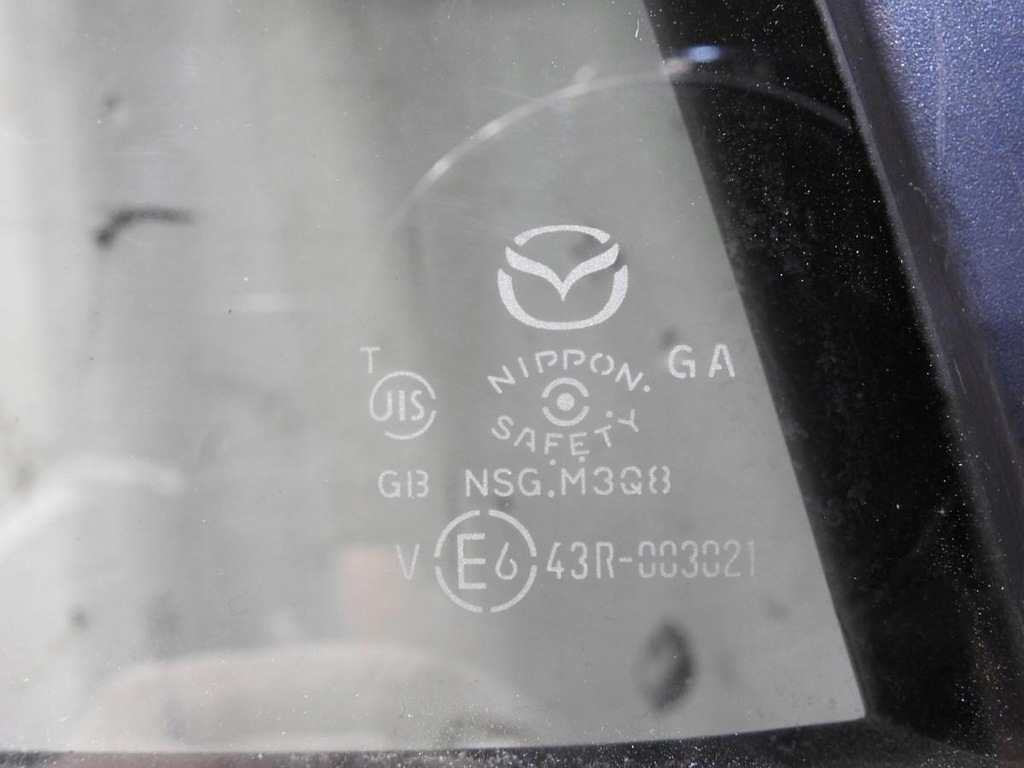 T
JIS
NIPPON.
GA
SAFETY
GB NSG.M3Q8
V E6 43R-003021